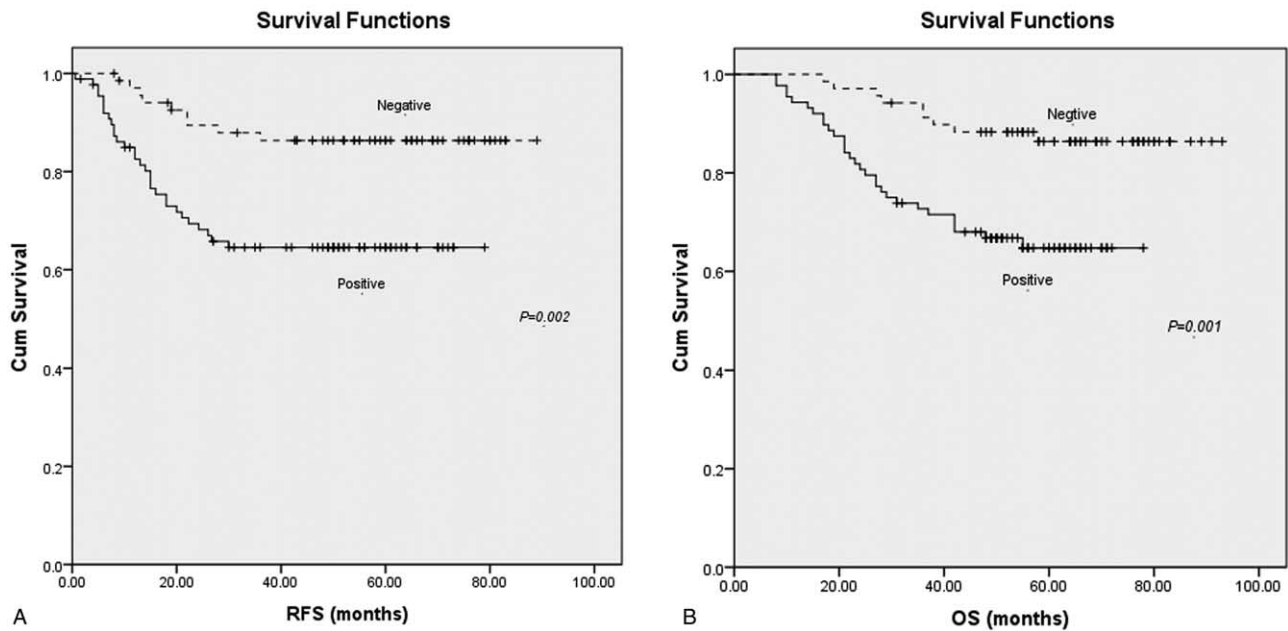 Survival Functions
Cum Survival
1.0
0.8
0.6
0.4
0.2
0.0
Negative
Positive
P=0.002
0.00 20.00 40.00 60.00 80.00 100.00
RFS (months)
A
Survival Functions
Cum Survival
1.0
0.8
0.6
0.4
0.2
0.0
Negtive
Positive
P=0.001
0.00 20.00 40.00 60.00 80.00 100.00
OS (months)
B